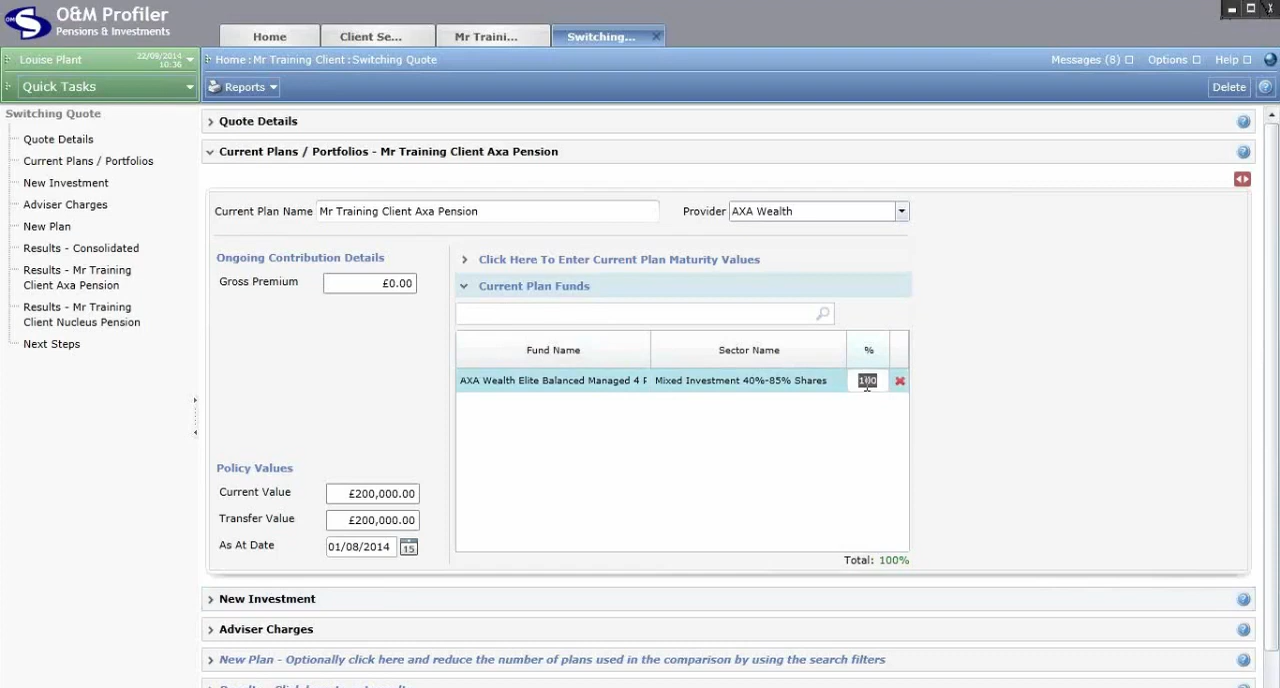 O&M Profiler
Pensions & Investments
Home
Client Se...
Mr Traini...
Switching...
Louise Plant
22/09/2014
10:36
Home : Mr Training Client : Switching Quote
Messages (8)
Options
Help
Quick Tasks
Reports
Delete
Switching Quote
Quote Details
Current Plans / Portfolios
New Investment
Adviser Charges
New Plan
Results - Consolidated
Results - Mr Training
Client Axa Pension
Results - Mr Training
Client Nucleus Pension
Next Steps
Quote Details
Current Plans / Portfolios - Mr Training Client Axa Pension
Current Plan Name
Mr Training Client Axa Pension
Provider
AXA Wealth
Ongoing Contribution Details
Gross Premium
£0.00
Click Here To Enter Current Plan Maturity Values
Current Plan Funds
Fund Name
Sector Name
%
AXA Wealth Elite Balanced Managed 4 P
Mixed Investment 40%-85% Shares
100
Policy Values
Current Value
£200,000.00
Transfer Value
£200,000.00
As At Date
01/08/2014
15
Total: 100%
New Investment
Adviser Charges
New Plan - Optionally click here and reduce the number of plans used in the comparison by using the search filters